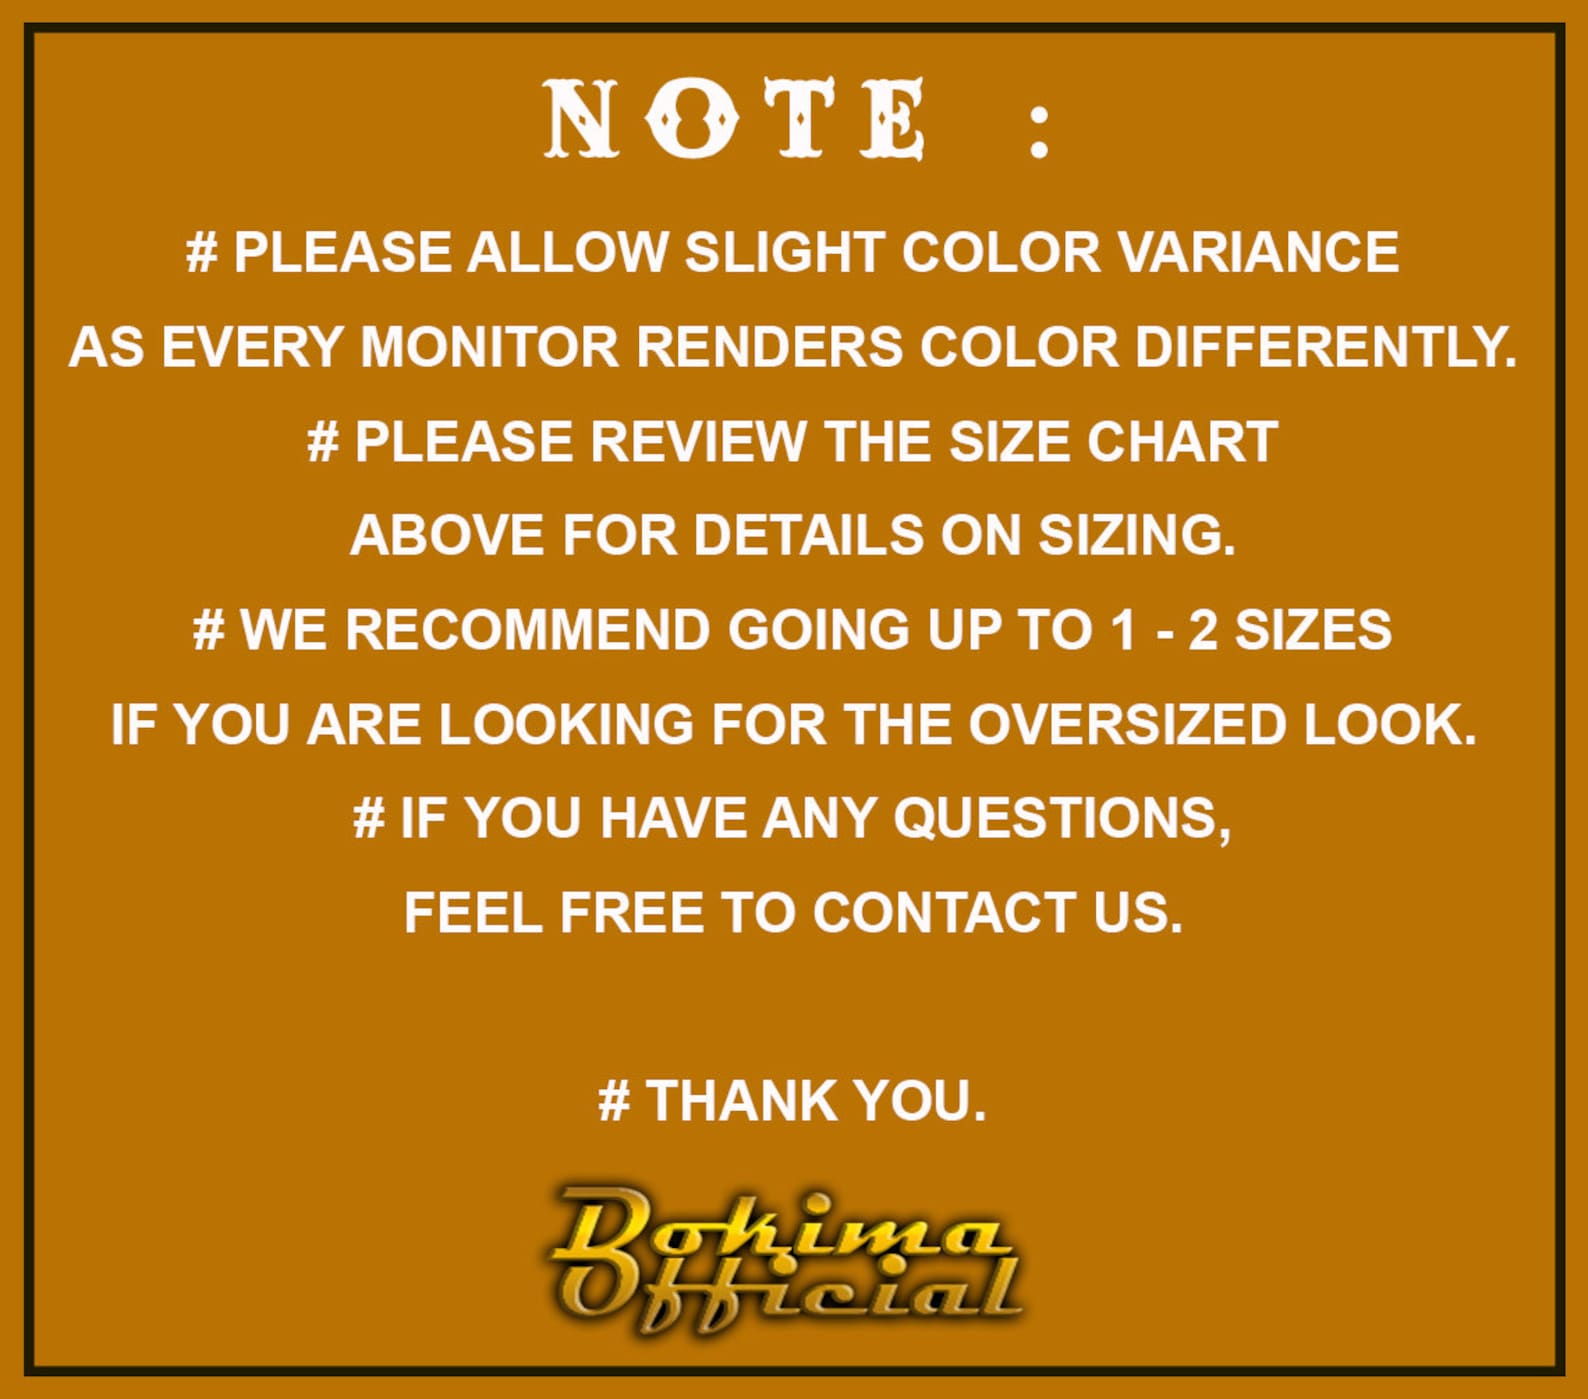 NOTE :
# PLEASE ALLOW SLIGHT COLOR VARIANCE
AS EVERY MONITOR RENDERS COLOR DIFFERENTLY.
# PLEASE REVIEW THE SIZE CHART
ABOVE FOR DETAILS ON SIZING.
# WE RECOMMEND GOING UP TO 1 - 2 SIZES
IF YOU ARE LOOKING FOR THE OVERSIZED LOOK.
# IF YOU HAVE ANY QUESTIONS,
FEEL FREE TO CONTACT US.
# THANK YOU.
Bokima
Official